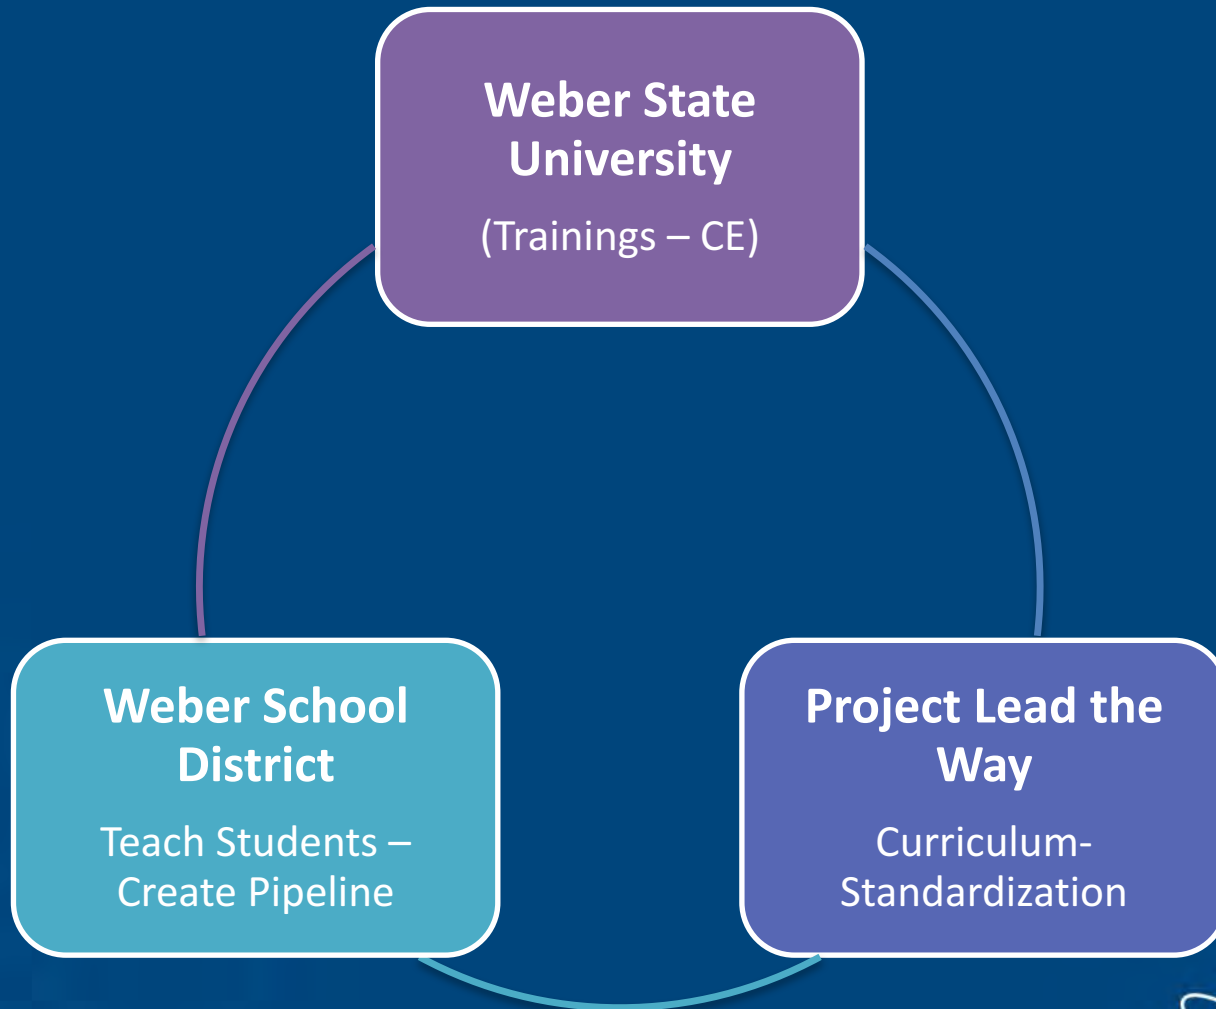 Weber State
University
(Trainings – CE)
Weber School
District
Teach Students –
Create Pipeline
Project Lead the
Way
Curriculum-
Standardization